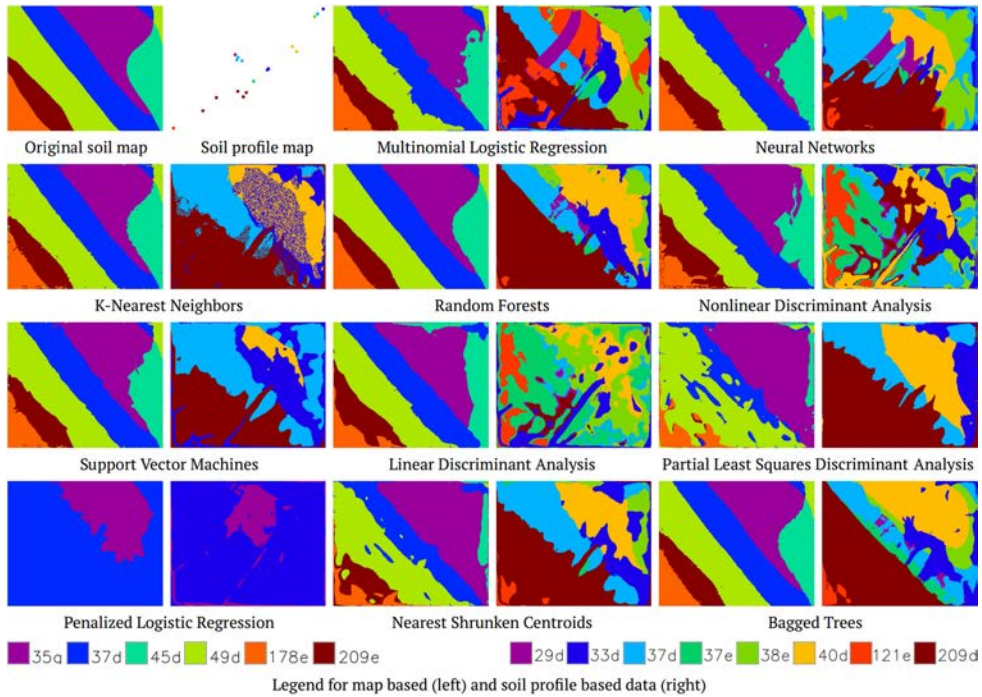 Original soil map
Soil profile map
Multinomial Logistic Regression
Neural Networks
K-Nearest Neighbors
Random Forests
Nonlinear Discriminant Analysis
Support Vector Machines
Linear Discriminant Analysis
Partial Least Squares Discriminant Analysis
Penalized Logistic Regression
Nearest Shrunken Centroids
Bagged Trees
35q 37d 45d 49d 178e 209e
29d 33d 37d 37e 38e 40d 121e 209d
Legend for map based (left) and soil profile based data (right)